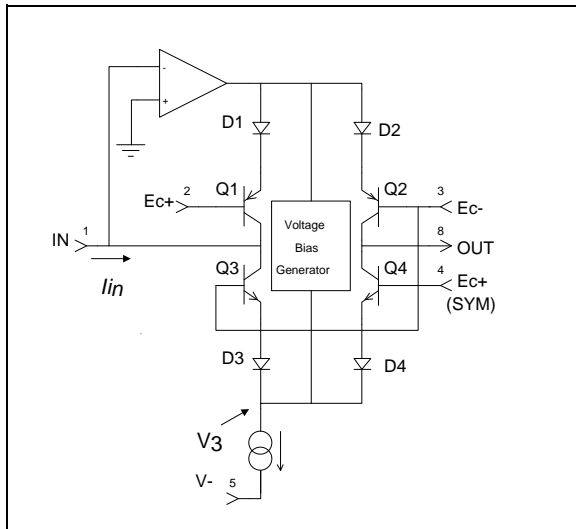 -
+
D1
D2
Q1
Q2
2
Ec+
3
Ec-
Voltage
Bias
Generator
1
IN
8
OUT
Iin
Q3
Q4
4
Ec+
(SYM)
D3
D4
V3
V-
5